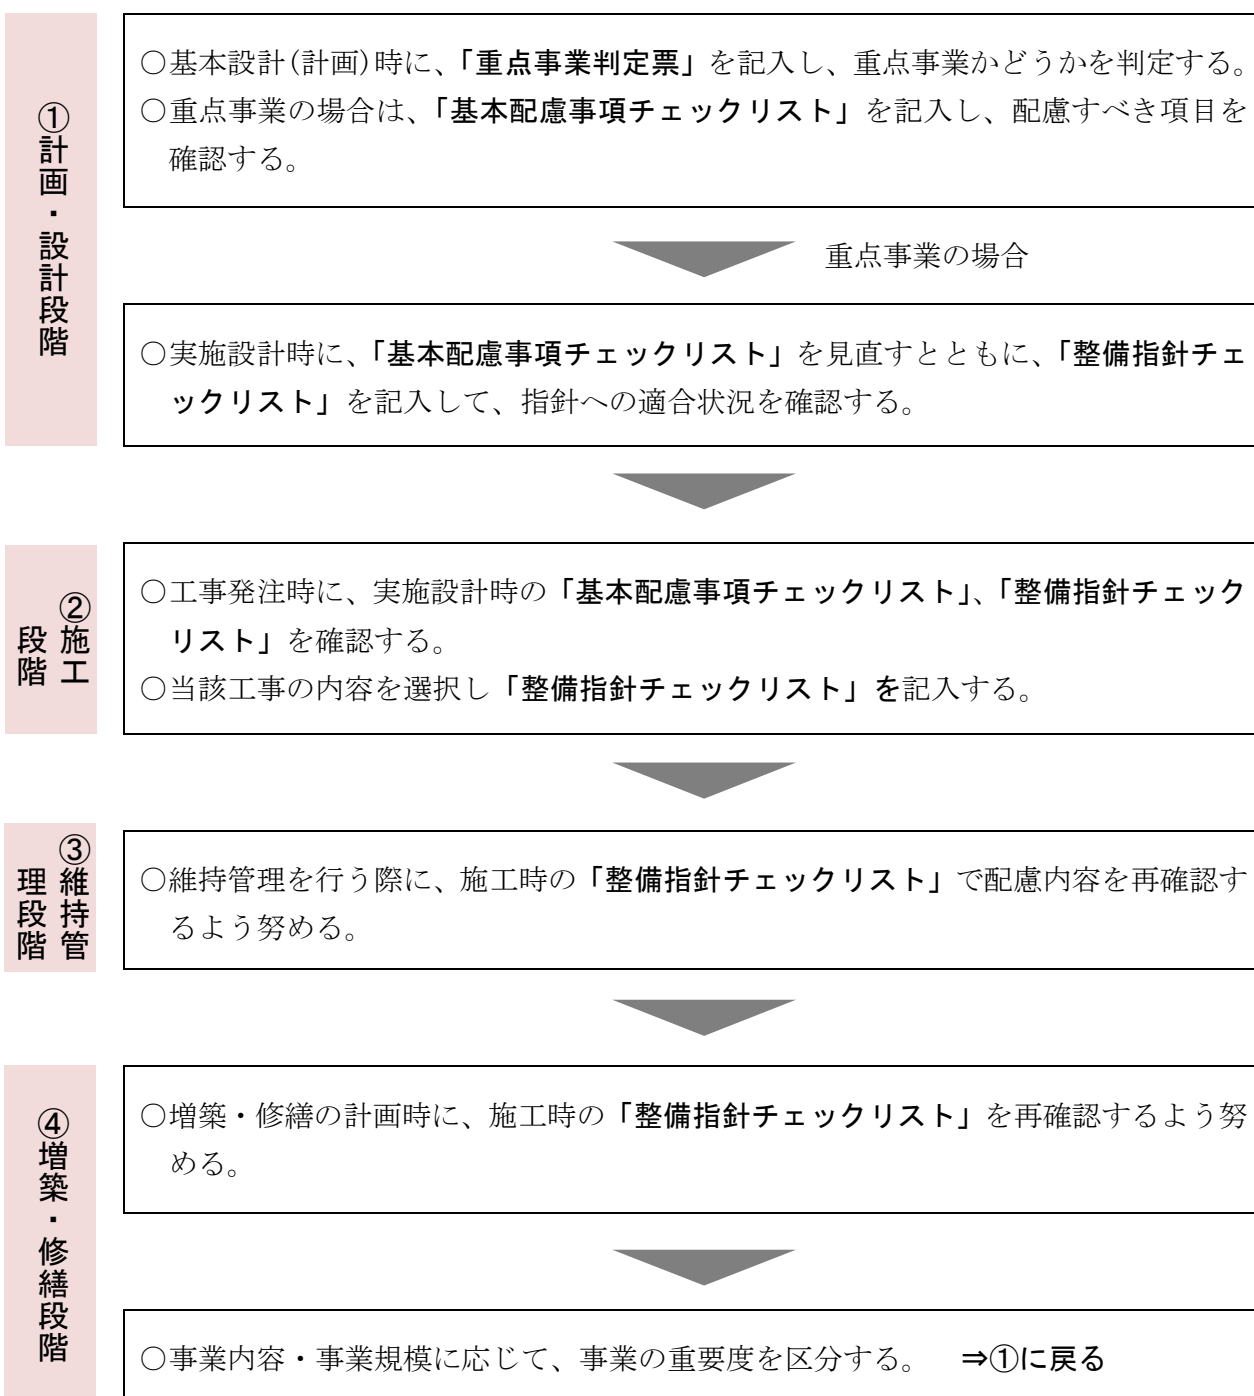 ①計画・設計段階
○基本設計(計画)時に、「重点事業判定票」を記入し、重点事業かどうかを判定する。
○重点事業の場合は、「基本配慮事項チェックリスト」を記入し、配慮すべき項目を
確認する。
重点事業の場合
○実施設計時に、「基本配慮事項チェックリスト」を見直すとともに、「整備指針チェ
ックリスト」を記入して、指針への適合状況を確認する。
②施工
段階
○工事発注時に、実施設計時の「基本配慮事項チェックリスト」、「整備指針チェック
リスト」を確認する。
○当該工事の内容を選択し「整備指針チェックリスト」を記入する。
③維持管
理段階
○維持管理を行う際に、施工時の「整備指針チェックリスト」で配慮内容を再確認す
るよう努める。
④増築・修繕段階
○増築・修繕の計画時に、施工時の「整備指針チェックリスト」を再確認するよう努
める。
○事業内容・事業規模に応じて、事業の重要度を区分する。 ⇒①に戻る